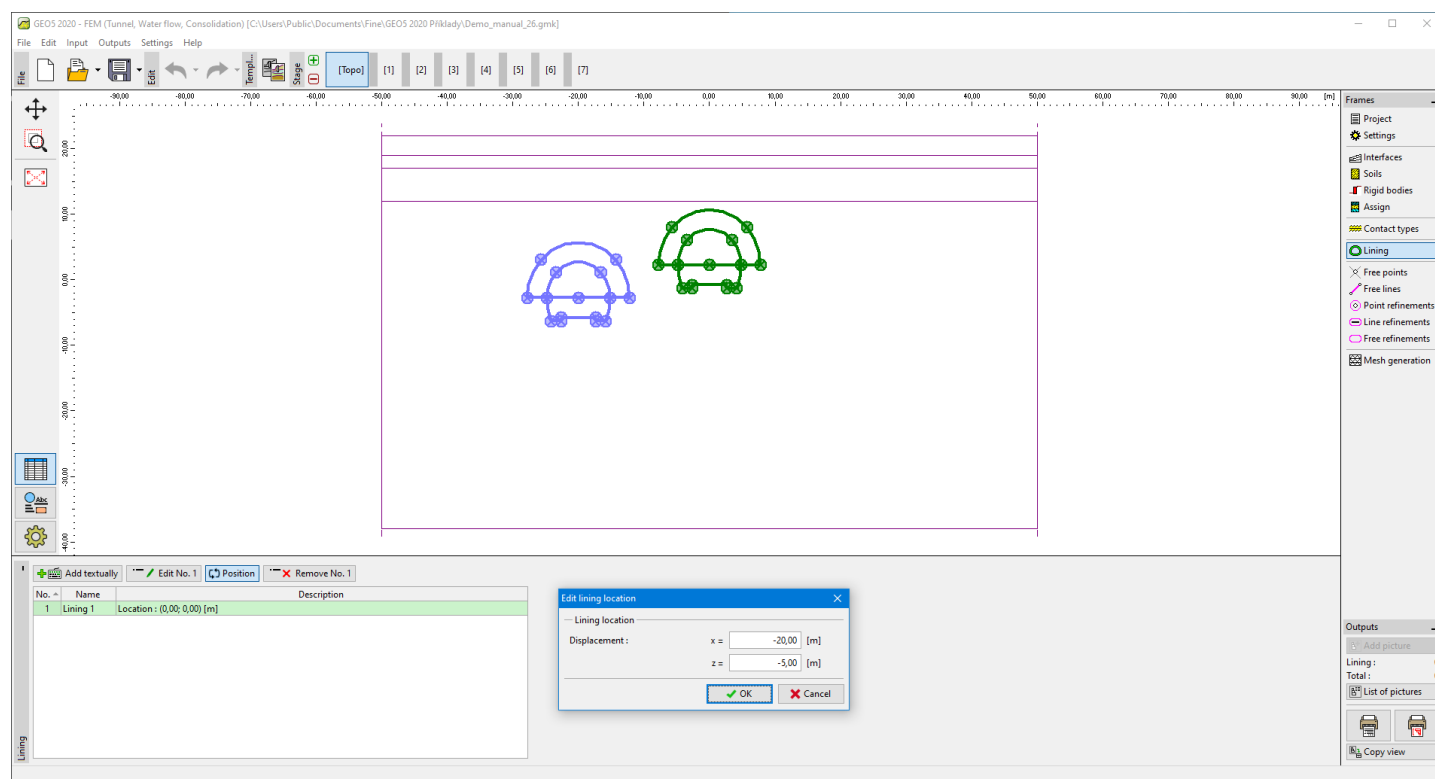 GEO5 2020 - FEM (Tunnel, Water flow, Consolidation) [C:\Users\Public\Documents\Fine\GEO5 2020 Příklady\Demo_manual_26.gmk]
File Edit Input Outputs Settings Help
File Edit Templ... Stage [Topo] [1] [2] [3] [4] [5] [6] [7]
-90,00 -80,00 -70,00 -60,00 -50,00 -40,00 -30,00 -20,00 -10,00 0,00 10,00 20,00 30,00 40,00 50,00 60,00 70,00 80,00 90,00 [m]
20,00
10,00
0,00
-10,00
-20,00
-30,00
-40,00
Abc
Frames
Project
Settings
Interfaces
Soils
Rigid bodies
Assign
Contact types
Lining
Free points
Free lines
Point refinements
Line refinements
Free refinements
Mesh generation
Add textually Edit No. 1 Position Remove No. 1
No. Name Description
1 Lining 1 Location : (0,00; 0,00) [m]
Lining
Edit lining location
Lining location
Displacement : x = -20,00 [m]
z = -5,00 [m]
OK Cancel
Outputs
Add picture
Lining :
Total :
List of pictures
Copy view